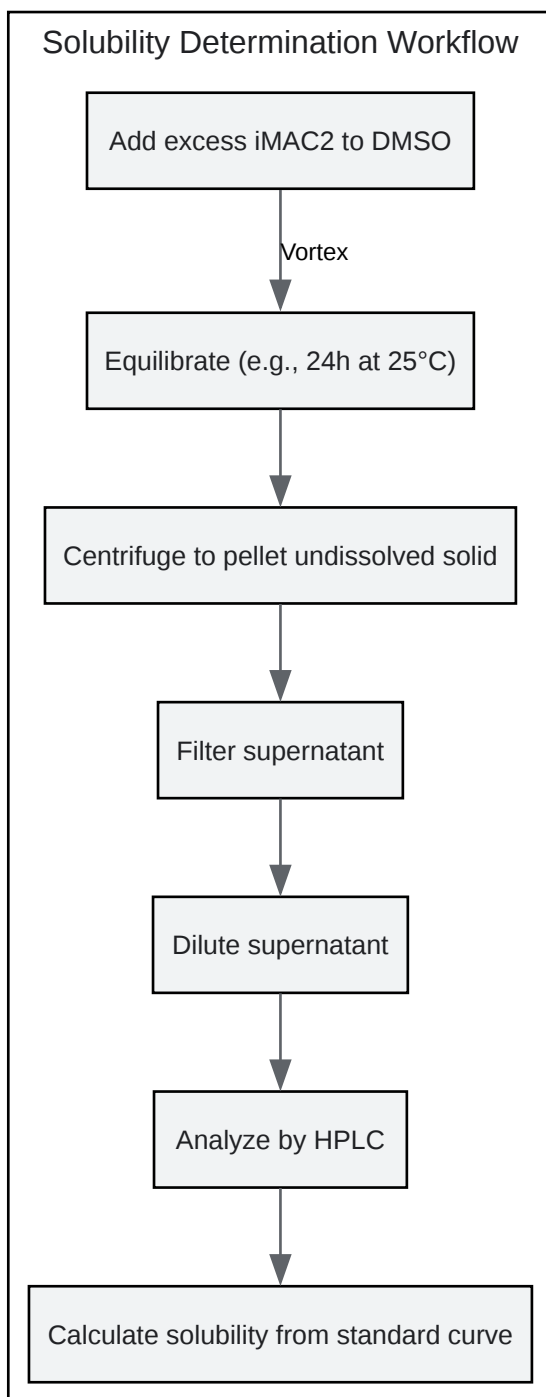 Solubility Determination Workflow
Add excess iMAC2 to DMSO
Vortex
Equilibrate (e.g., 24h at 25°C)
Centrifuge to pellet undissolved solid
Filter supernatant
Dilute supernatant
Analyze by HPLC
Calculate solubility from standard curve